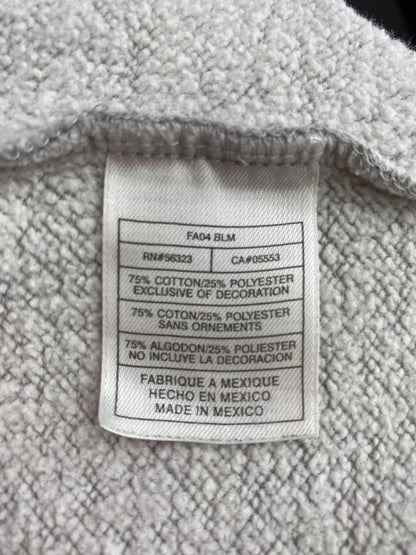 FA04 BLM
RN#56323 CA#05553
75% COTTON/25% POLYESTER
EXCLUSIVE OF DECORATION
75% COTON/25% POLYESTER
SANS ORNEMENTS
75% ALGODON/25% POLIESTER
NO INCLUYE LA DECORACION
FABRIQUE A MEXIQUE
HECHO EN MEXICO
MADE IN MEXICO